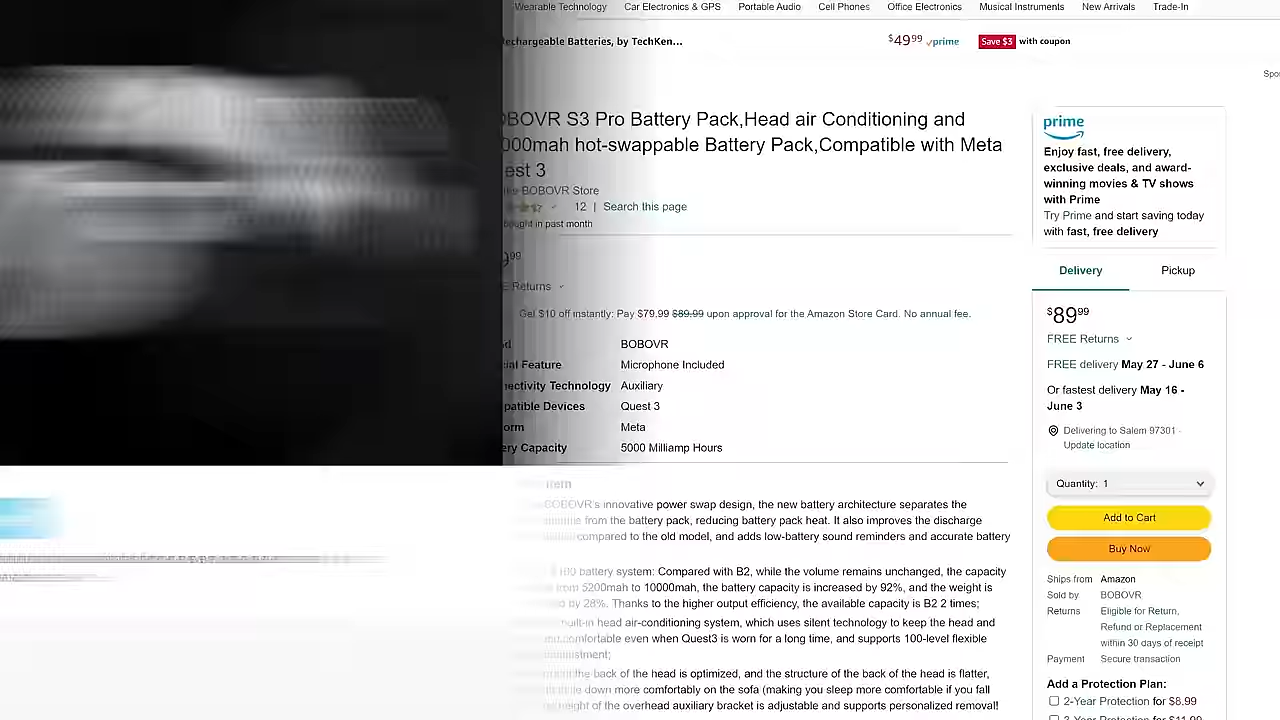 Wearable Technology Car Electronics & GPS Portable Audio Cell Phones Office Electronics Musical Instruments New Arrivals Trade-In
Batteries, by TechKen... $49.99 prime Save $3 with coupon
S3 Pro Battery Pack,Head air Conditioning and
hot-swappable Battery Pack,Compatible with Meta
3
BOBOVR Store
12 | Search this page
in past month
Returns
Get $10 off instantly: Pay $79.99 $89.99 upon approval for the Amazon Store Card. No annual fee.
BOBOVR
Feature Microphone Included
Technology Auxiliary
Devices Quest 3
Meta
Capacity 5000 Milliamp Hours
innovative power swap design, the new battery architecture separates the
from the battery pack, reducing battery pack heat. It also improves the discharge
compared to the old model, and adds low-battery sound reminders and accurate battery
battery system: Compared with B2, while the volume remains unchanged, the capacity
from 5200mah to 10000mah, the battery capacity is increased by 92%, and the weight is
by 28%. Thanks to the higher output efficiency, the available capacity is B2 2 times;
head air-conditioning system, which uses silent technology to keep the head and
comfortable even when Quest3 is worn for a long time, and supports 100-level flexible
the back of the head is optimized, and the structure of the back of the head is flatter,
down more comfortably on the sofa (making you sleep more comfortable if you fall
height of the overhead auxiliary bracket is adjustable and supports personalized removal!
prime
Enjoy fast, free delivery,
exclusive deals, and award-
winning movies & TV shows
with Prime
Try Prime and start saving today
with fast, free delivery
Delivery Pickup
$89.99
FREE Returns
FREE delivery May 27 - June 6
Or fastest delivery May 16 -
June 3
Delivering to Salem 97301 -
Update location
Quantity: 1
Add to Cart
Buy Now
Ships from Amazon
Sold by BOBOVR
Returns Eligible for Return,
Refund or Replacement
within 30 days of receipt
Payment Secure transaction
Add a Protection Plan:
2-Year Protection for $8.99